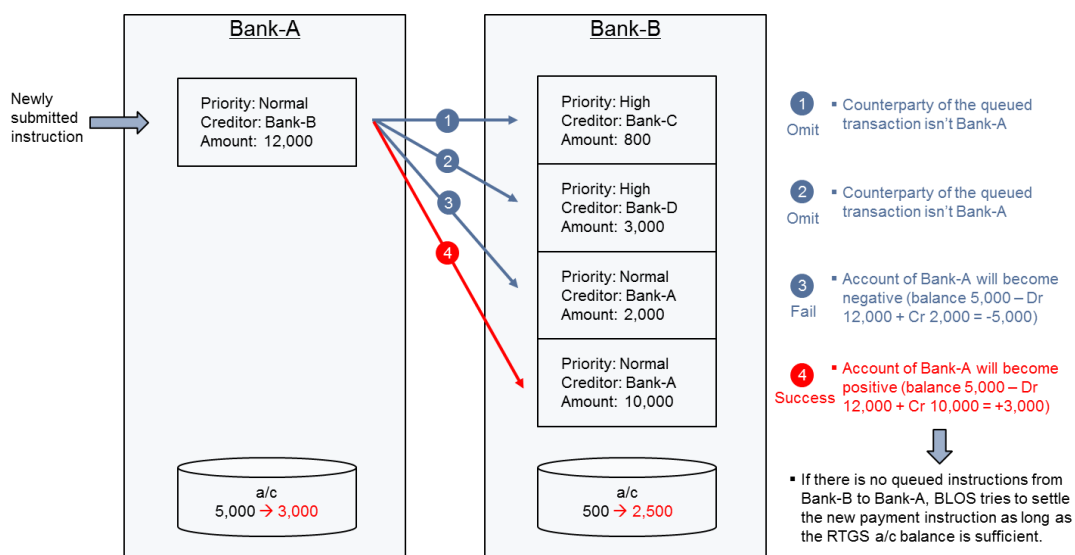 Bank-A
Bank-B
Newly
submitted
instruction
Priority: Normal
Creditor: Bank-B
Amount: 12,000
1
2
3
4
Priority: High
Creditor: Bank-C
Amount: 800
Priority: High
Creditor: Bank-D
Amount: 3,000
Priority: Normal
Creditor: Bank-A
Amount: 2,000
Priority: Normal
Creditor: Bank-A
Amount: 10,000
a/c
5,000 → 3,000
a/c
500 → 2,500
1
Omit
▪ Counterparty of the queued
transaction isn't Bank-A
2
Omit
▪ Counterparty of the queued
transaction isn't Bank-A
3
Fail
▪ Account of Bank-A will become
negative (balance 5,000 – Dr
12,000 + Cr 2,000 = -5,000)
4
Success
▪ Account of Bank-A will become
positive (balance 5,000 – Dr
12,000 + Cr 10,000 = +3,000)
▪ If there is no queued instructions from
Bank-B to Bank-A, BLOS tries to settle
the new payment instruction as long as
the RTGS a/c balance is sufficient.